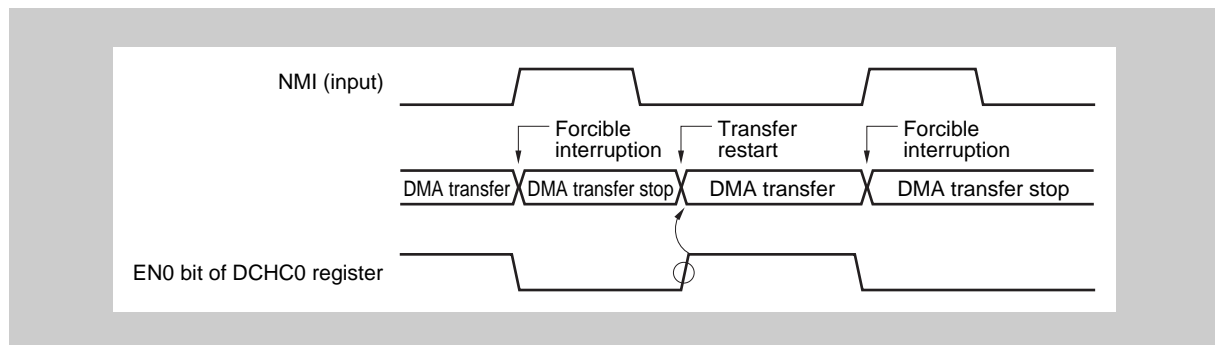 NMI (input)
Forcible
interruption
Transfer
restart
Forcible
interruption
DMA transfer
DMA transfer stop
DMA transfer
DMA transfer stop
EN0 bit of DCHC0 register